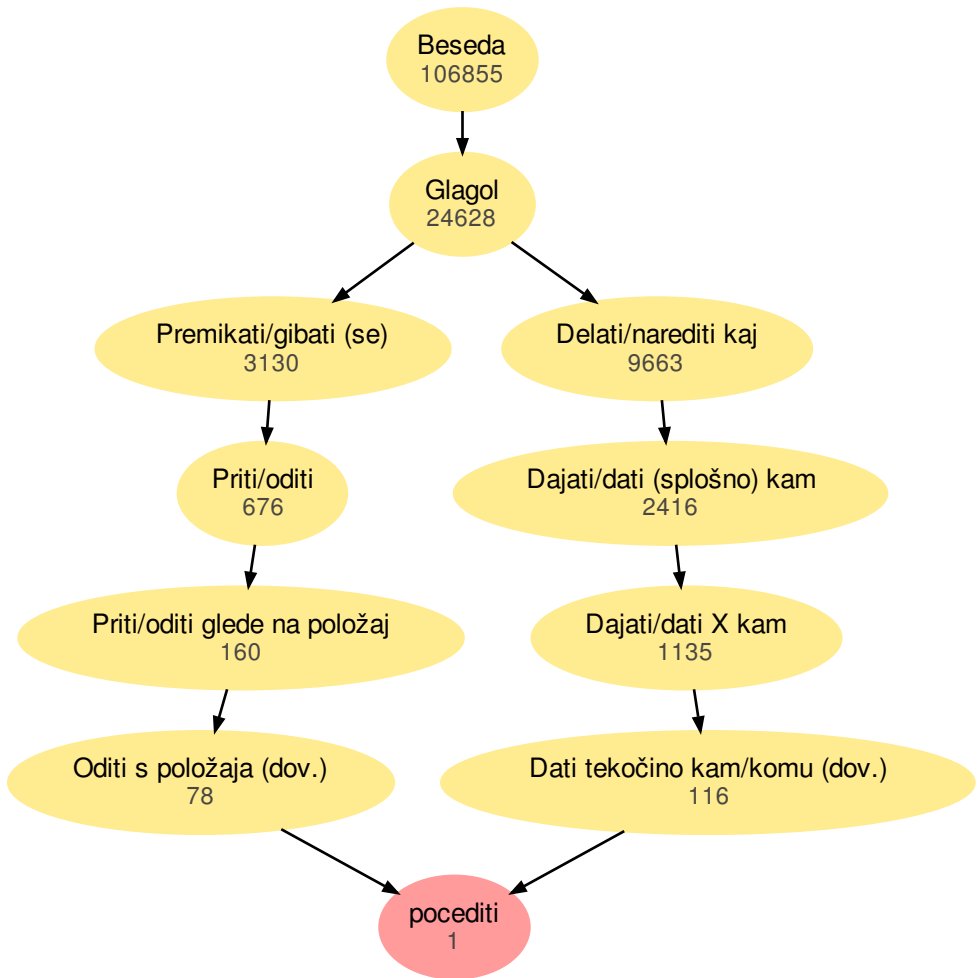 Beseda
106855
Glagol
24628
Premikati/gibati (se)
3130
Delati/narediti kaj
9663
Priti/oditi
676
Dajati/dati (splošno) kam
2416
Priti/oditi glede na položaj
160
Dajati/dati X kam
1135
Oditi s položaja (dov.)
78
Dati tekočino kam/komu (dov.)
116
pocediti
1